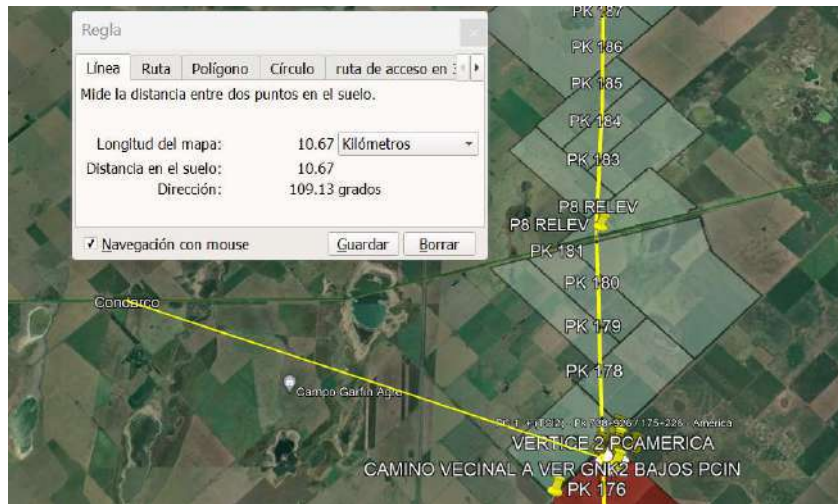 Regla
Línea Ruta Polígono Círculo ruta de acceso en
Mide la distancia entre dos puntos en el suelo.
Longitud del mapa: 10.67 Kilómetros
Distancia en el suelo: 10.67
Dirección: 109.13 grados
Navegación con mouse Guardar Borrar
PK 187
PK 186
PK 185
PK 184
PK 183
P8 RELEV
P8 RELEV
PK 181
PK 180
Condarco
PK 179
PK 178
Campo Garfin Agro
America
VERTICE 2 PCAMERICA
CAMINO VECINAL A VER GNK2 BAJOS PCIN
PK 176